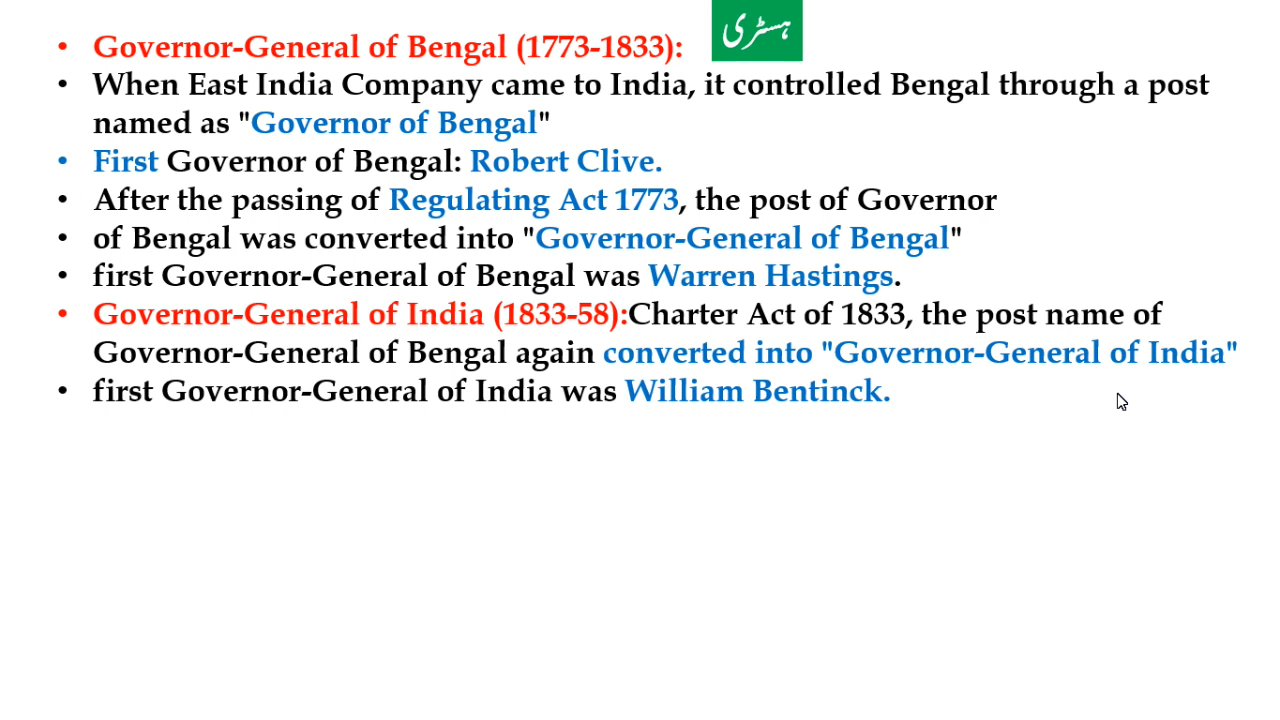 ہسٹری
• Governor-General of Bengal (1773-1833):
• When East India Company came to India, it controlled Bengal through a post
named as "Governor of Bengal"
• First Governor of Bengal: Robert Clive.
• After the passing of Regulating Act 1773, the post of Governor
• of Bengal was converted into "Governor-General of Bengal"
• first Governor-General of Bengal was Warren Hastings.
• Governor-General of India (1833-58):Charter Act of 1833, the post name of
Governor-General of Bengal again converted into "Governor-General of India"
• first Governor-General of India was William Bentinck.